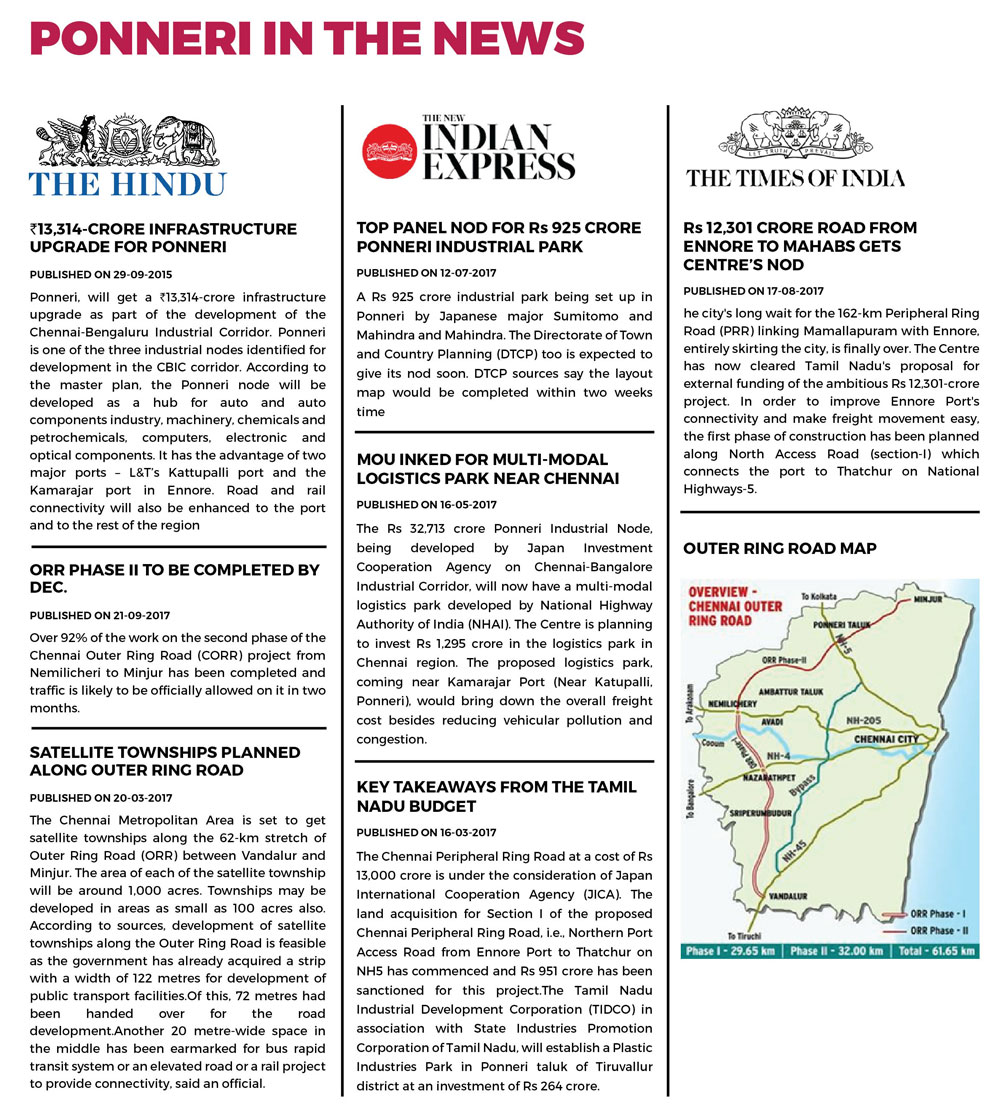 PONNERI IN THE NEWS
THE HINDU
₹13,314-CRORE INFRASTRUCTURE
UPGRADE FOR PONNERI
PUBLISHED ON 29-09-2015
Ponneri, will get a ₹13,314-crore infrastructure
upgrade as part of the development of the
Chennai-Bengaluru Industrial Corridor. Ponneri
is one of the three industrial nodes identified for
development in the CBIC corridor. According to
the master plan, the Ponneri node will be
developed as a hub for auto and auto
components industry, machinery, chemicals and
petrochemicals, computers, electronic and
optical components. It has the advantage of two
major ports – L&T's Kattupalli port and the
Kamarajar port in Ennore. Road and rail
connectivity will also be enhanced to the port
and to the rest of the region
ORR PHASE II TO BE COMPLETED BY
DEC.
PUBLISHED ON 21-09-2017
Over 92% of the work on the second phase of the
Chennai Outer Ring Road (CORR) project from
Nemilicheri to Minjur has been completed and
traffic is likely to be officially allowed on it in two
months.
SATELLITE TOWNSHIPS PLANNED
ALONG OUTER RING ROAD
PUBLISHED ON 20-03-2017
The Chennai Metropolitan Area is set to get
satellite townships along the 62-km stretch of
Outer Ring Road (ORR) between Vandalur and
Minjur. The area of each of the satellite township
will be around 1,000 acres. Townships may be
developed in areas as small as 100 acres also.
According to sources, development of satellite
townships along the Outer Ring Road is feasible
as the government has already acquired a strip
with a width of 122 metres for development of
public transport facilities.Of this, 72 metres had
been handed over for the road
development.Another 20 metre-wide space in
the middle has been earmarked for bus rapid
transit system or an elevated road or a rail project
to provide connectivity, said an official.
THE NEW
INDIAN
EXPRESS
TOP PANEL NOD FOR Rs 925 CRORE
PONNERI INDUSTRIAL PARK
PUBLISHED ON 12-07-2017
A Rs 925 crore industrial park being set up in
Ponneri by Japanese major Sumitomo and
Mahindra and Mahindra. The Directorate of Town
and Country Planning (DTCP) too is expected to
give its nod soon. DTCP sources say the layout
map would be completed within two weeks
time
MOU INKED FOR MULTI-MODAL
LOGISTICS PARK NEAR CHENNAI
PUBLISHED ON 16-05-2017
The Rs 32,713 crore Ponneri Industrial Node,
being developed by Japan Investment
Cooperation Agency on Chennai-Bangalore
Industrial Corridor, will now have a multi-modal
logistics park developed by National Highway
Authority of India (NHAI). The Centre is planning
to invest Rs 1,295 crore in the logistics park in
Chennai region. The proposed logistics park,
coming near Kamarajar Port (Near Katupalli,
Ponneri), would bring down the overall freight
cost besides reducing vehicular pollution and
congestion.
KEY TAKEAWAYS FROM THE TAMIL
NADU BUDGET
PUBLISHED ON 16-03-2017
The Chennai Peripheral Ring Road at a cost of Rs
13,000 crore is under the consideration of Japan
International Cooperation Agency (JICA). The
land acquisition for Section I of the proposed
Chennai Peripheral Ring Road, i.e., Northern Port
Access Road from Ennore Port to Thatchur on
NH5 has commenced and Rs 951 crore has been
sanctioned for this project.The Tamil Nadu
Industrial Development Corporation (TIDCO) in
association with State Industries Promotion
Corporation of Tamil Nadu, will establish a Plastic
Industries Park in Ponneri taluk of Tiruvallur
district at an investment of Rs 264 crore.
LET TRUTH PREVAIL
THE TIMES OF INDIA
Rs 12,301 CRORE ROAD FROM
ENNORE TO MAHABS GETS
CENTRE'S NOD
PUBLISHED ON 17-08-2017
he city's long wait for the 162-km Peripheral Ring
Road (PRR) linking Mamallapuram with Ennore,
entirely skirting the city, is finally over. The Centre
has now cleared Tamil Nadu's proposal for
external funding of the ambitious Rs 12,301-crore
project. In order to improve Ennore Port's
connectivity and make freight movement easy,
the first phase of construction has been planned
along North Access Road (section-I) which
connects the port to Thatchur on National
Highways-5.
OUTER RING ROAD MAP
OVERVIEW -
CHENNAI OUTER
RING ROAD
To Kolkata
MINJUR
PONNERI TALUK
NH-5
ORR Phase-II
AMBATTUR TALUK
To Arakonam
NEMILICHERY
AVADI
NH-205
CHENNAI CITY
Cooum
ORR Phase-I
NH-4
NAZARATHPET
Bypass
To Bangalore
SRIPERUMBUDUR
NH-45
VANDALUR
ORR Phase - I
ORR Phase - II
To Tiruchi
Phase I - 29.65 km | Phase II - 32.00 km | Total - 61.65 km